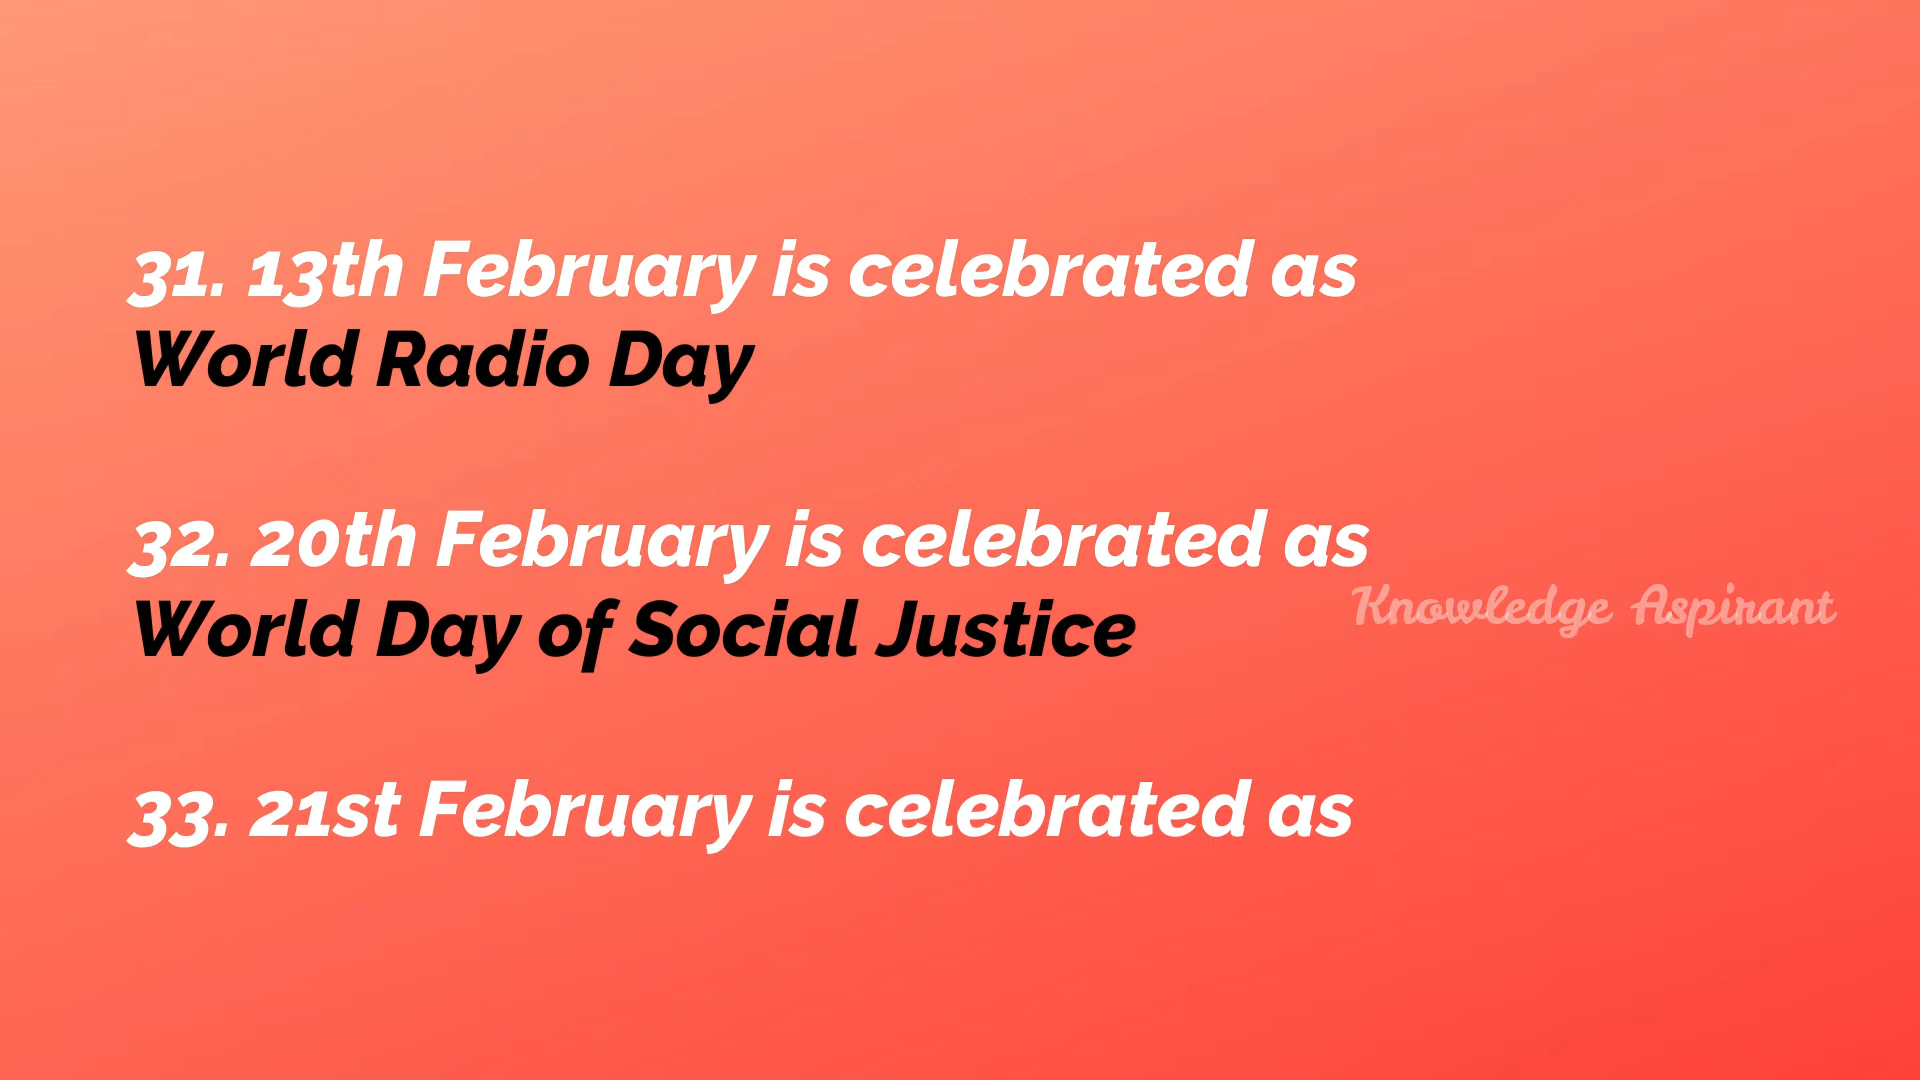 31. 13th February is celebrated as
World Radio Day
32. 20th February is celebrated as
World Day of Social Justice
Knowledge Aspirant
33. 21st February is celebrated as